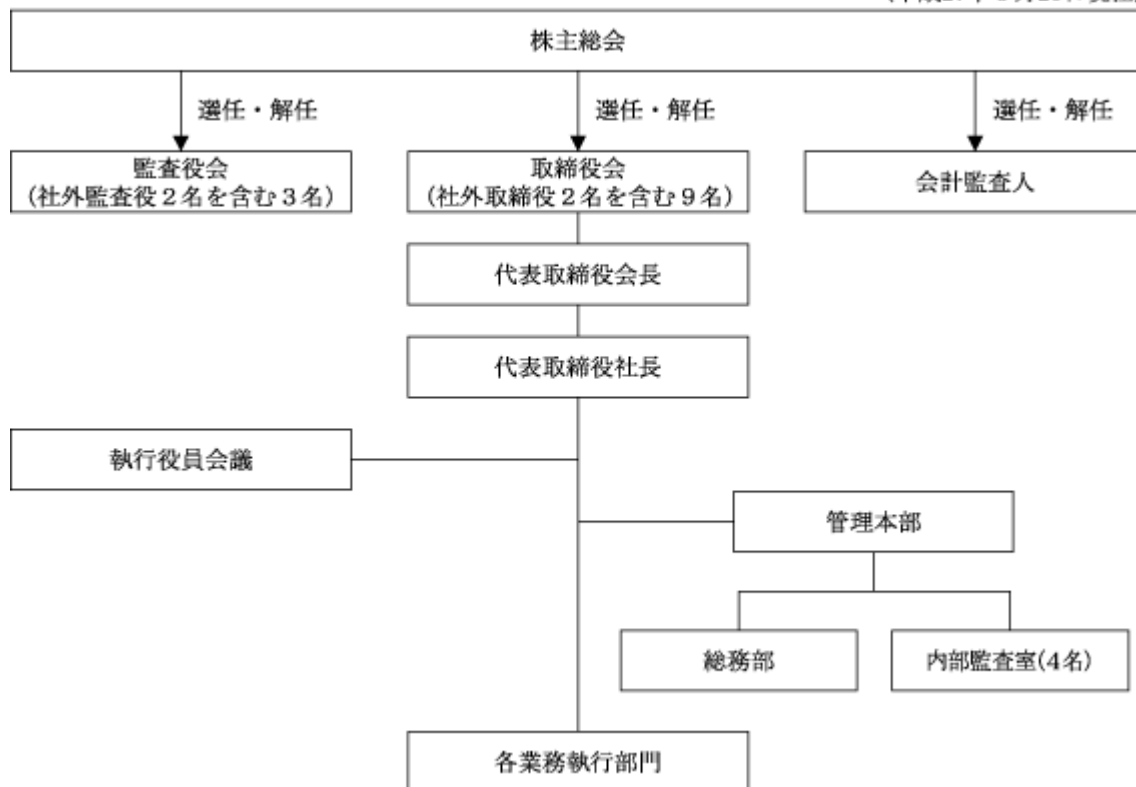 株主総会
選任・解任
選任・解任
選任・解任
監査役会
(社外監査役2名を含む3名)
取締役会
(社外取締役2名を含む9名)
会計監査人
代表取締役会長
代表取締役社長
執行役員会議
管理本部
総務部
内部監査室(4名)
各業務執行部門